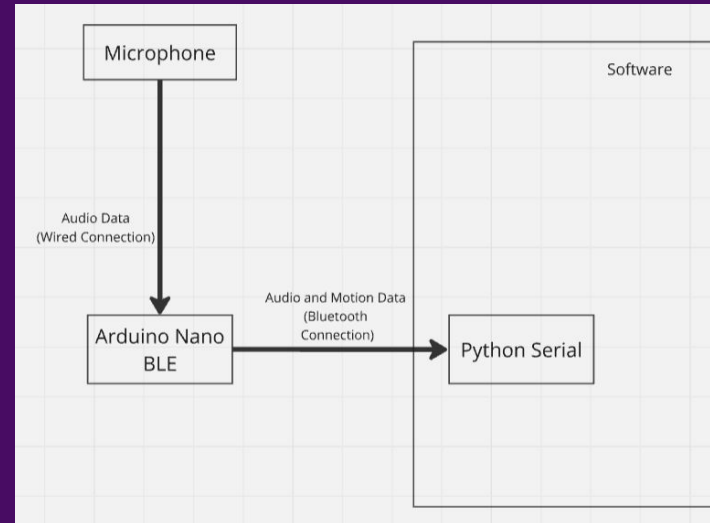 Microphone
Software
Audio Data
(Wired Connection)
Audio and Motion Data
(Bluetooth
Connection)
Arduino Nano
BLE
Python Serial